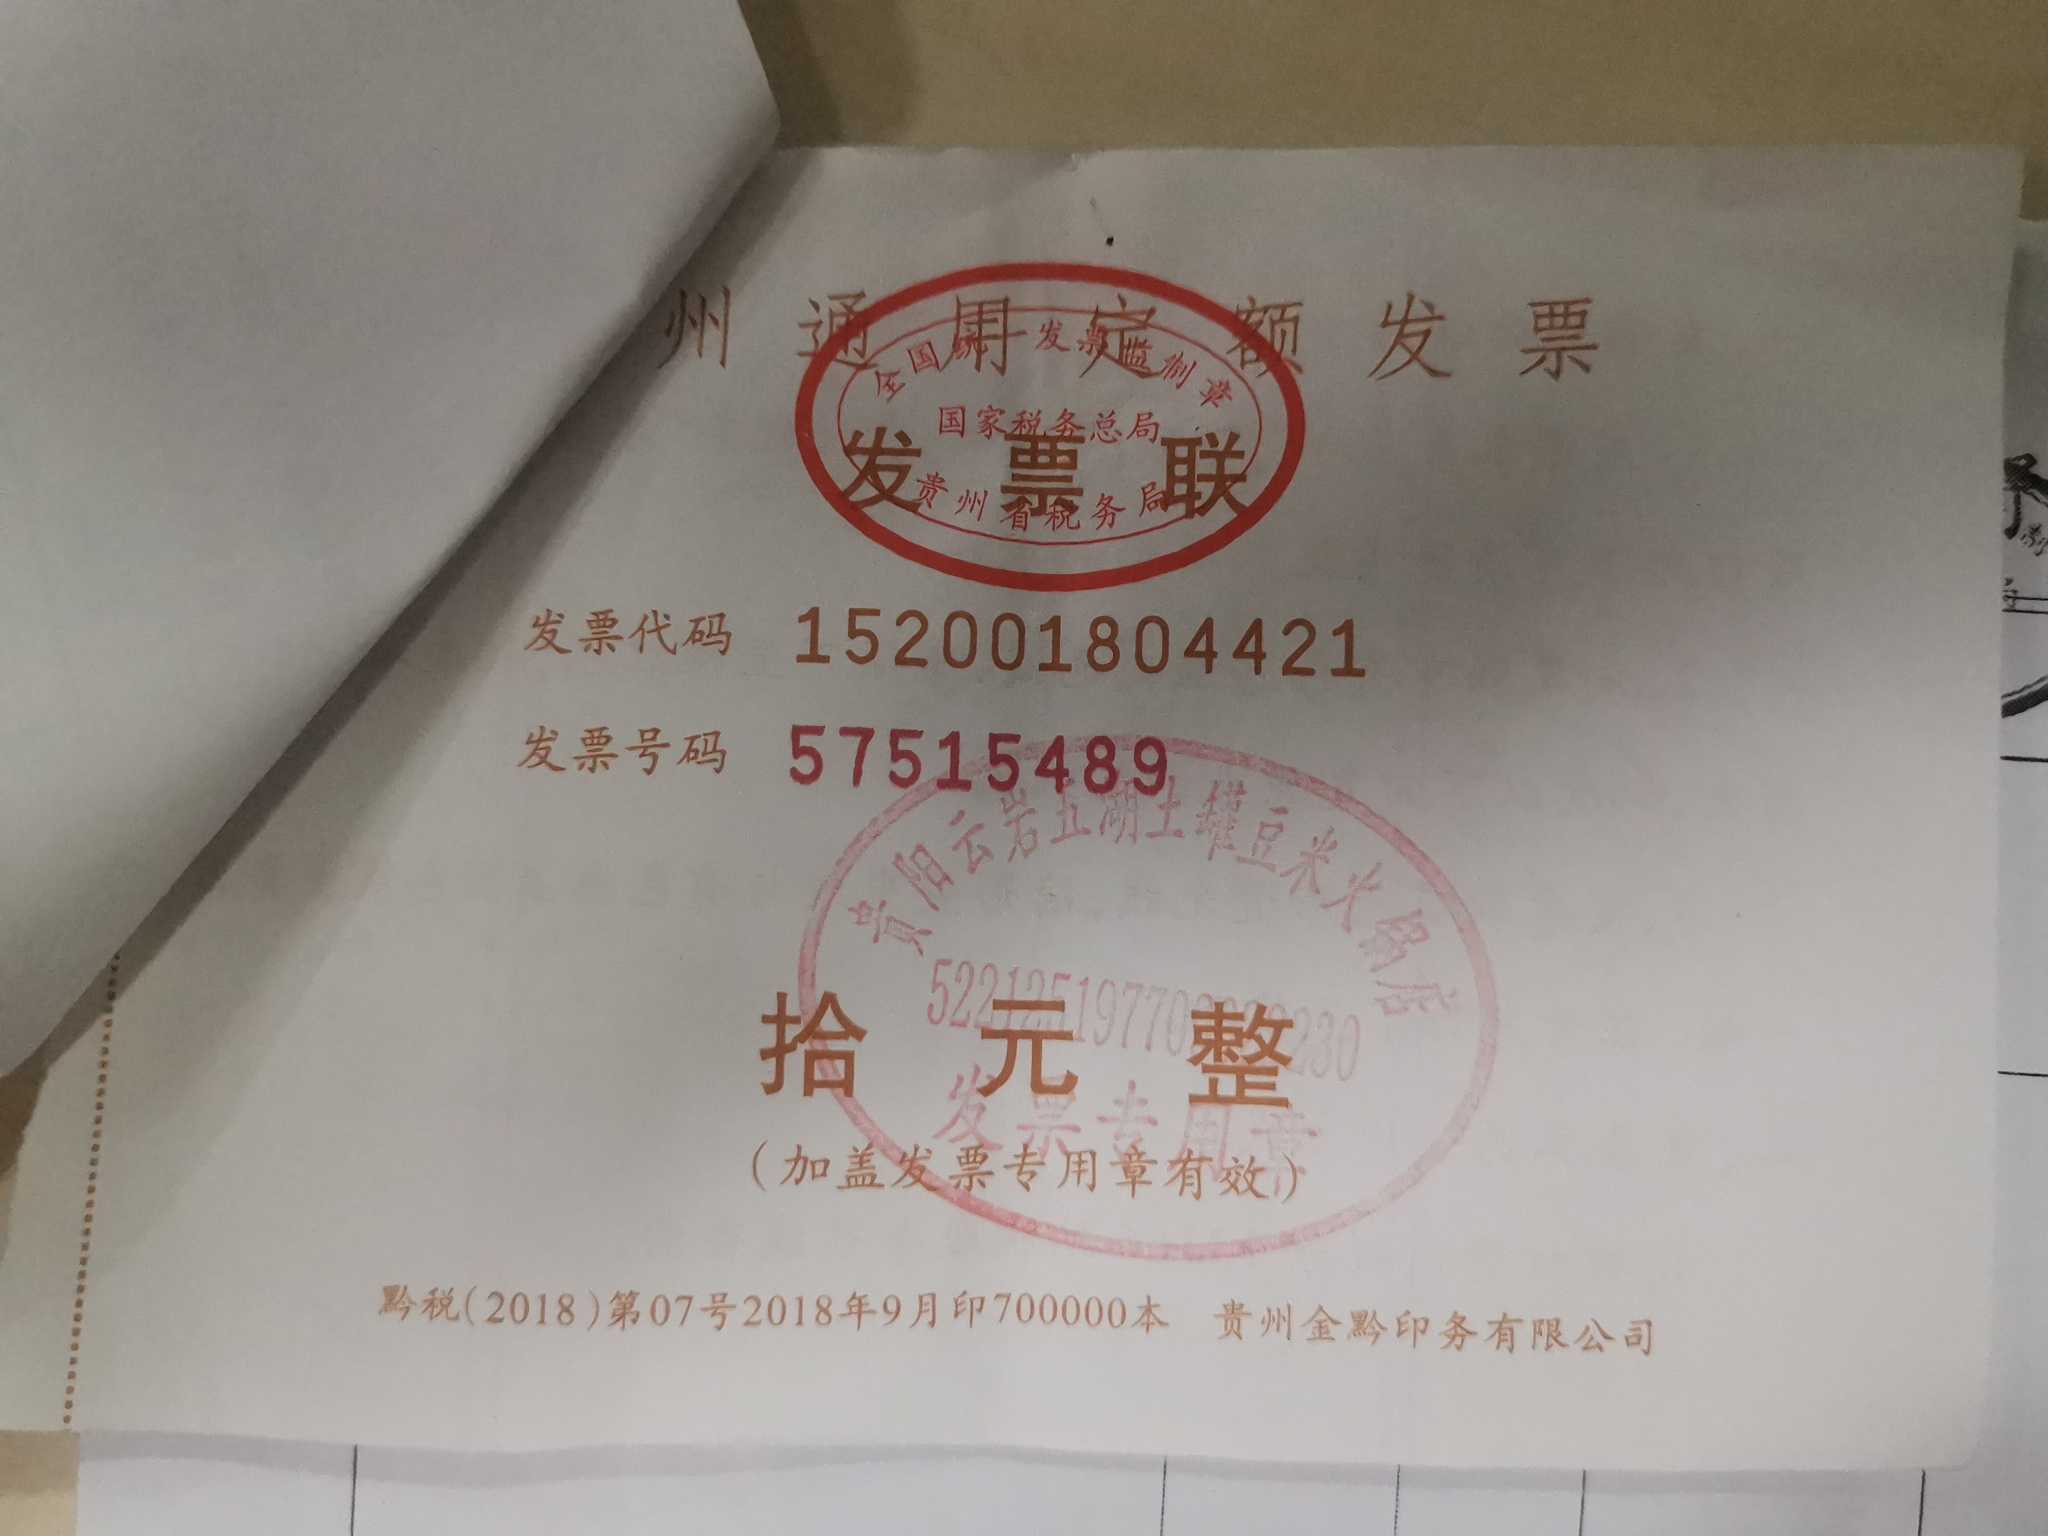 州通用定额发票
全国统一发票监制章
国家税务总局
贵州省税务局
发票联
发票代码 152001804421
发票号码 57515489
贵阳云岩五湖土罐豆米火锅店
拾元整
发票专用章
(加盖发票专用章有效)
黔税(2018)第07号2018年9月印700000本 贵州金黔印务有限公司